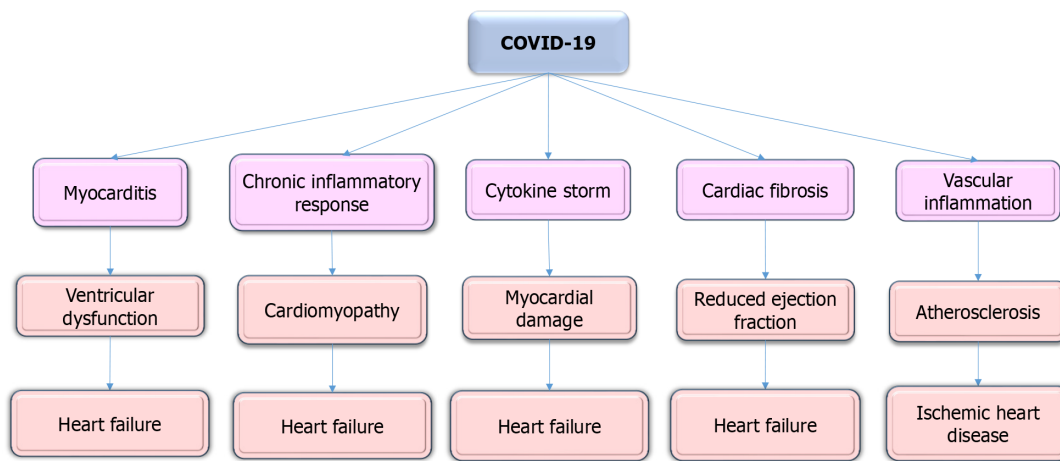 COVID-19
Myocarditis
Chronic inflammatory
response
Cytokine storm
Cardiac fibrosis
Vascular
inflammation
Ventricular
dysfunction
Cardiomyopathy
Myocardial
damage
Reduced ejection
fraction
Atherosclerosis
Heart failure
Heart failure
Heart failure
Heart failure
Ischemic heart
disease